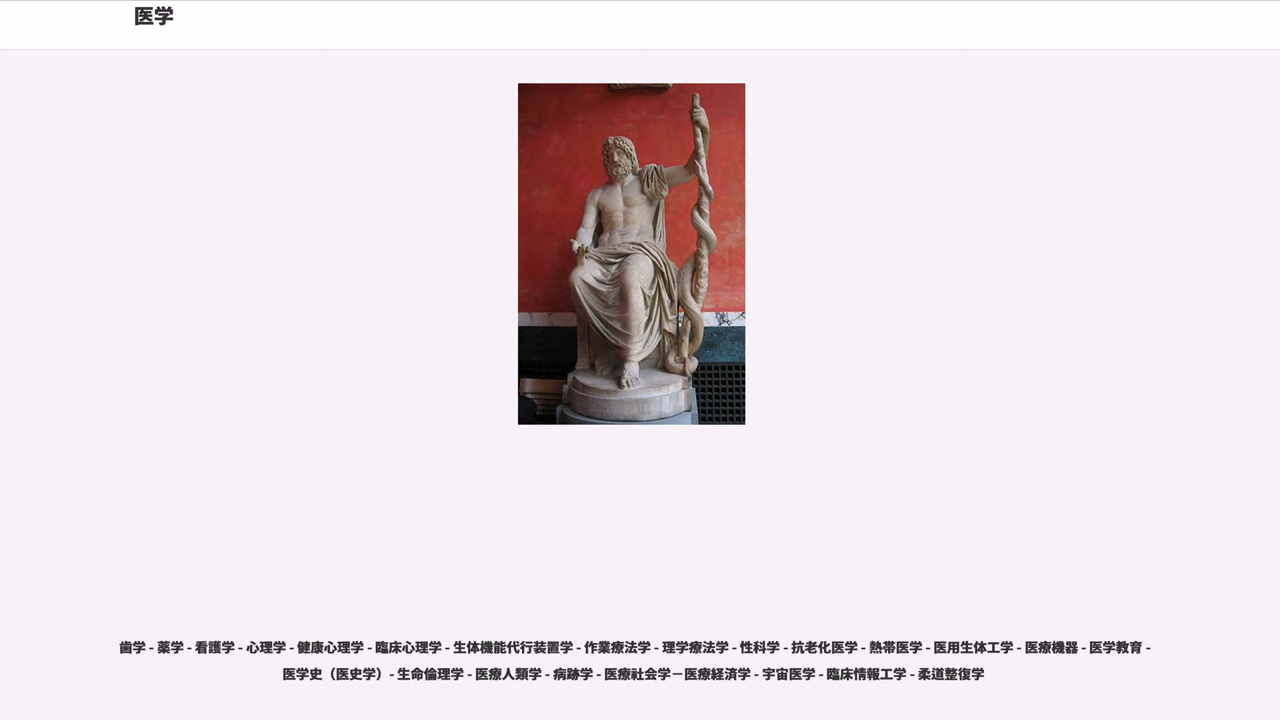 医学
歯学 - 薬学 - 看護学 - 心理学 - 健康心理学 - 臨床心理学 - 生体機能代行装置学 - 作業療法学 - 理学療法学 - 性科学 - 抗老化医学 - 熱帯医学 - 医用生体工学 - 医療機器 - 医学教育 -
医学史（医史学）- 生命倫理学 - 医療人類学 - 病跡学 - 医療社会学－医療経済学 - 宇宙医学 - 臨床情報工学 - 柔道整復学